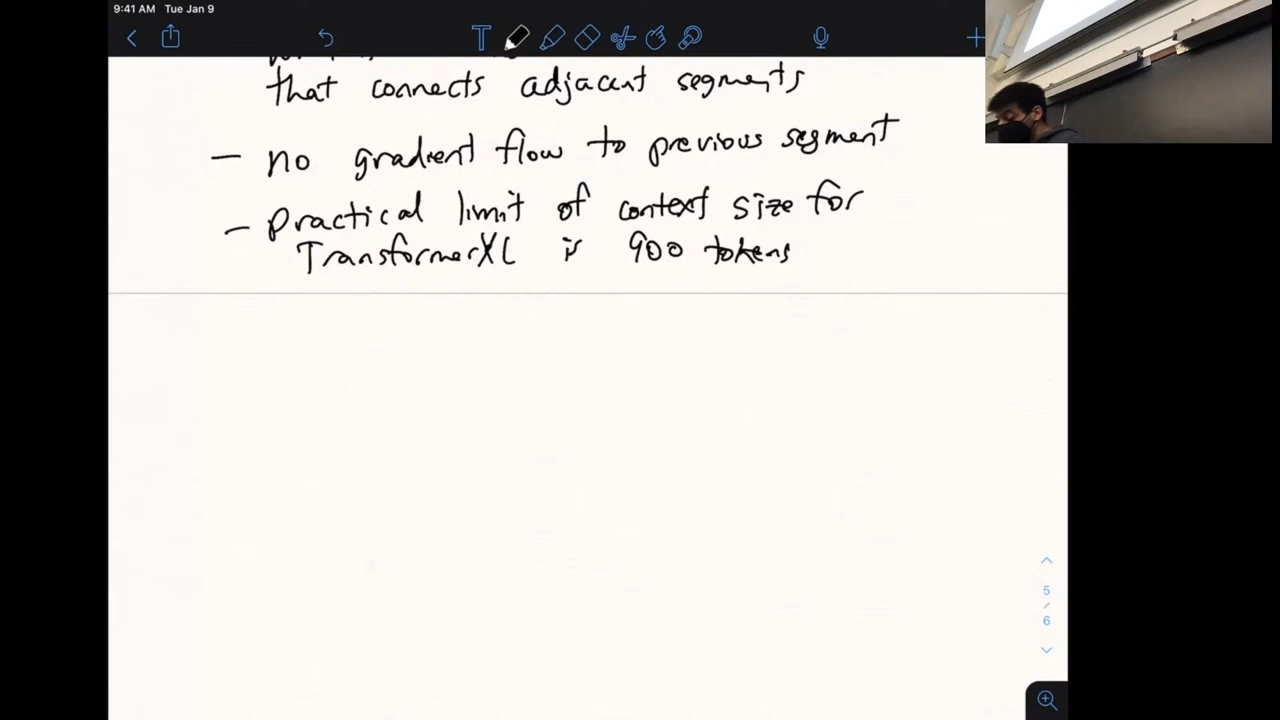 9:41 AM Tue Jan 9
T
that connects adjacent segments
— no gradient flow to previous segment
— Practical limit of context size for
TransformerXL is 900 tokens
5
/
6